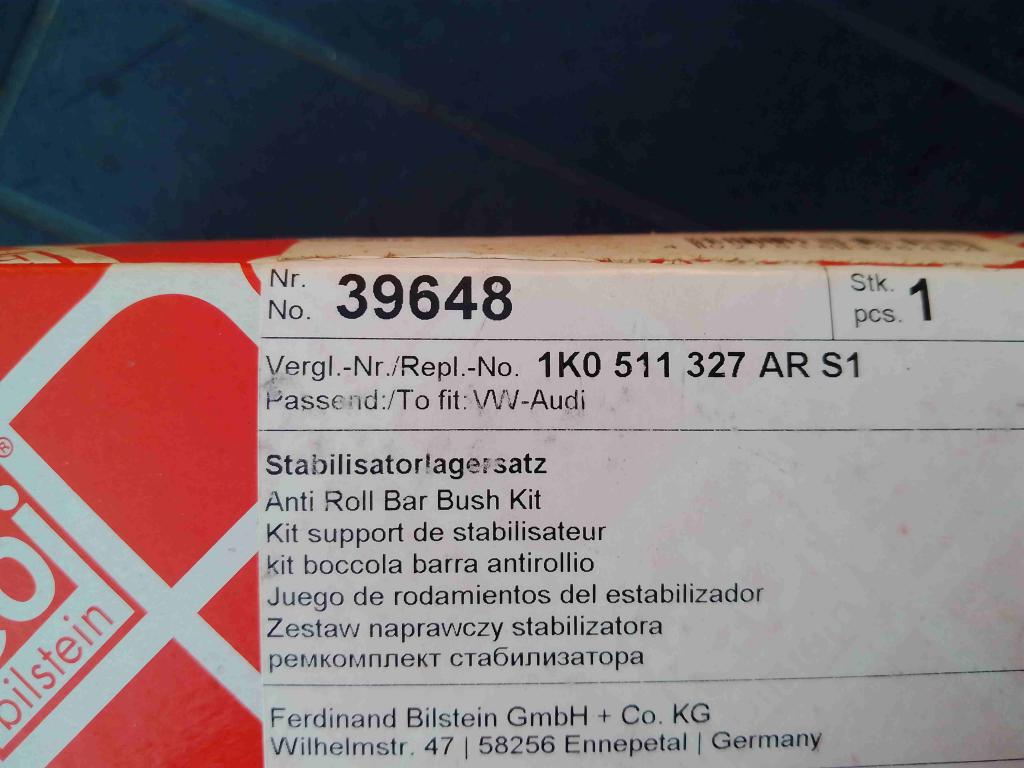 Nr.
No. 39648
Stk.
pcs. 1
Vergl.-Nr./Repl.-No. 1K0 511 327 AR S1
Passend:/To fit: VW-Audi
Stabilisatorlagersatz
Anti Roll Bar Bush Kit
Kit support de stabilisateur
kit boccola barra antirollio
Juego de rodamientos del estabilizador
Zestaw naprawczy stabilizatora
ремкомплект стабилизатора
Ferdinand Bilstein GmbH + Co. KG
Wilhelmstr. 47 | 58256 Ennepetal | Germany
®
bilstein